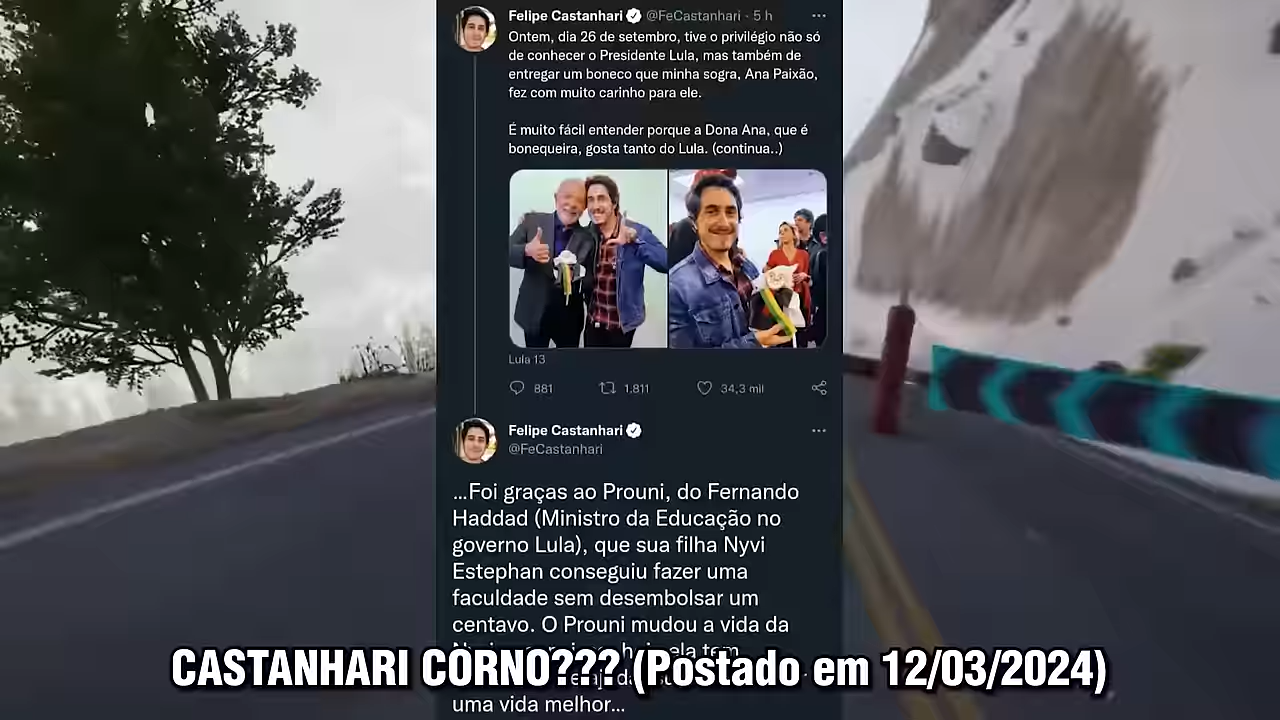 Felipe Castanhari @FeCastanhari · 5 h
Ontem, dia 26 de setembro, tive o privilégio não só
de conhecer o Presidente Lula, mas também de
entregar um boneco que minha sogra, Ana Paixão,
fez com muito carinho para ele.
É muito fácil entender porque a Dona Ana, que é
bonequeira, gosta tanto do Lula. (continua..)
Lula 13
881 1.811 34,3 mil
Felipe Castanhari
@FeCastanhari
...Foi graças ao Prouni, do Fernando
Haddad (Ministro da Educação no
governo Lula), que sua filha Nyvi
Estephan conseguiu fazer uma
faculdade sem desembolsar um
centavo. O Prouni mudou a vida da
ela tem
CASTANHARI CORNO??? (Postado em 12/03/2024)
uma vida melhor...